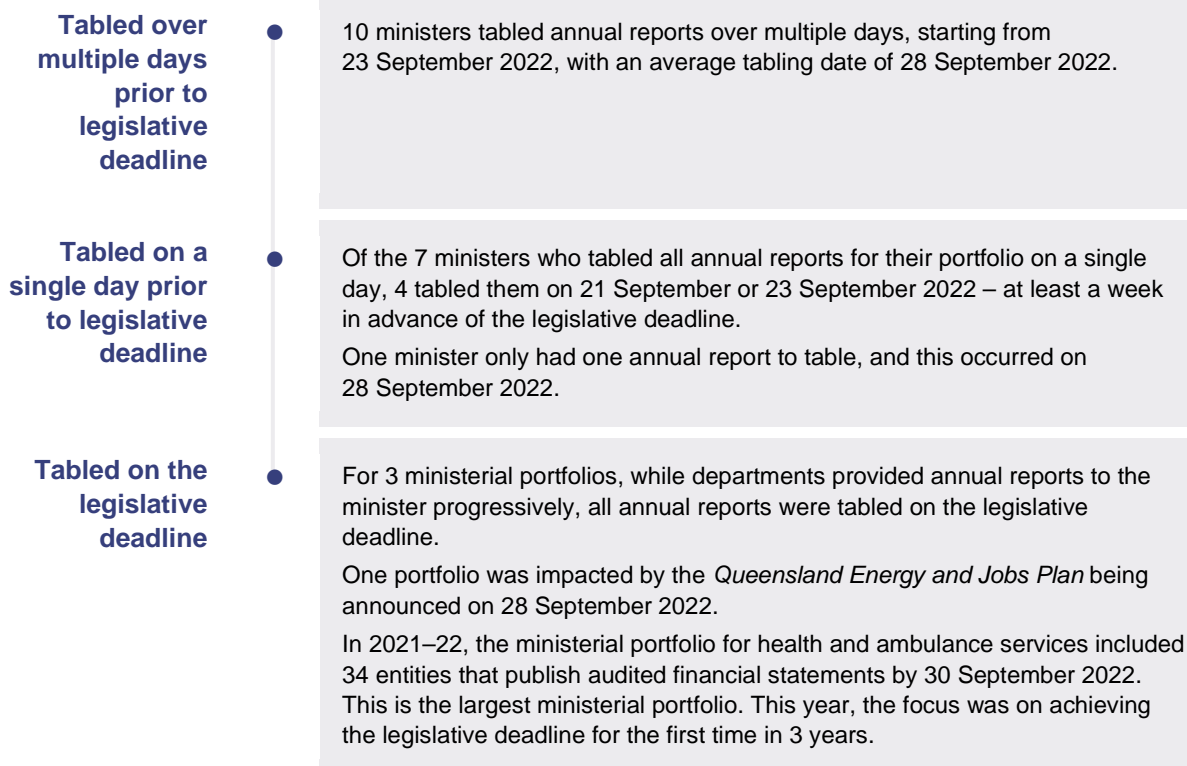 Tabled over
multiple days
prior to
legislative
deadline
10 ministers tabled annual reports over multiple days, starting from
23 September 2022, with an average tabling date of 28 September 2022.
Tabled on a
single day prior
to legislative
deadline
Of the 7 ministers who tabled all annual reports for their portfolio on a single
day, 4 tabled them on 21 September or 23 September 2022 – at least a week
in advance of the legislative deadline.
One minister only had one annual report to table, and this occurred on
28 September 2022.
Tabled on the
legislative
deadline
For 3 ministerial portfolios, while departments provided annual reports to the
minister progressively, all annual reports were tabled on the legislative
deadline.
One portfolio was impacted by the Queensland Energy and Jobs Plan being
announced on 28 September 2022.
In 2021–22, the ministerial portfolio for health and ambulance services included
34 entities that publish audited financial statements by 30 September 2022.
This is the largest ministerial portfolio. This year, the focus was on achieving
the legislative deadline for the first time in 3 years.